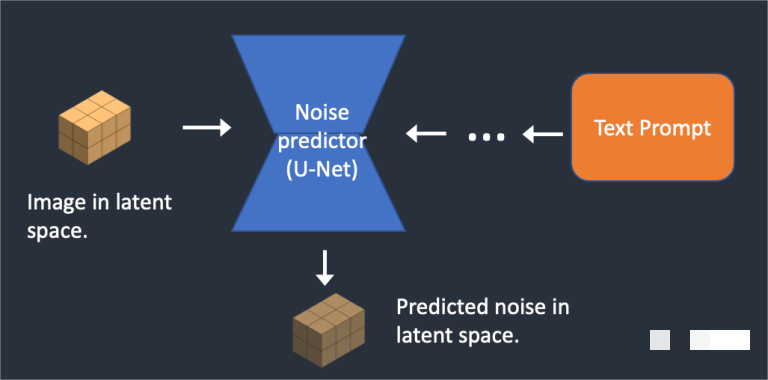 Noise
predictor
(U-Net)
Text Prompt
Image in latent
space.
Predicted noise in
latent space.